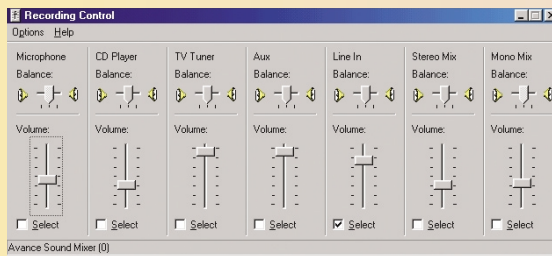 Recording Control
Options Help
Microphone CD Player TV Tuner Aux Line In Stereo Mix Mono Mix
Balance: Balance: Balance: Balance: Balance: Balance: Balance:
Volume: Volume: Volume: Volume: Volume: Volume: Volume:
Select Select Select Select Select Select Select
Avance Sound Mixer (0)